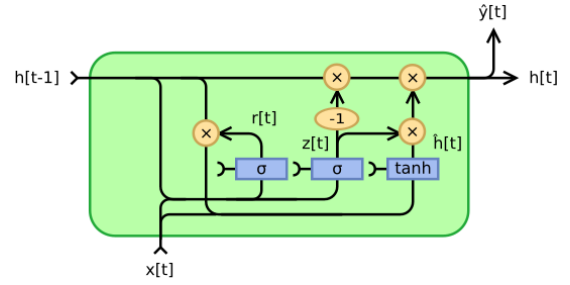 ŷ[t]
h[t-1]
×
×
h[t]
r[t]
-1
×
×
z[t]
ĥ[t]
σ
σ
tanh
x[t]